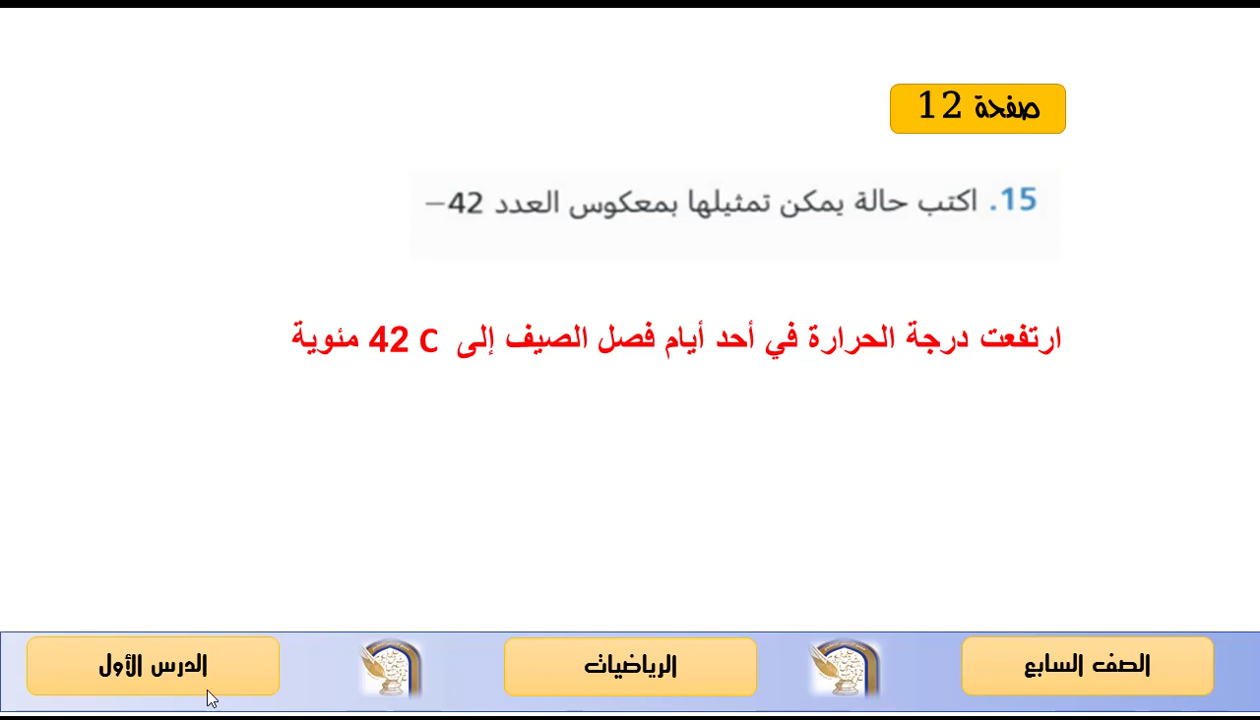 صفحة 12
15. اكتب حالة يمكن تمثيلها بمعكوس العدد 42−
ارتفعت درجة الحرارة في أحد أيام فصل الصيف إلى 42 C مئوية
الصف السابع
الرياضيات
الدرس الأول